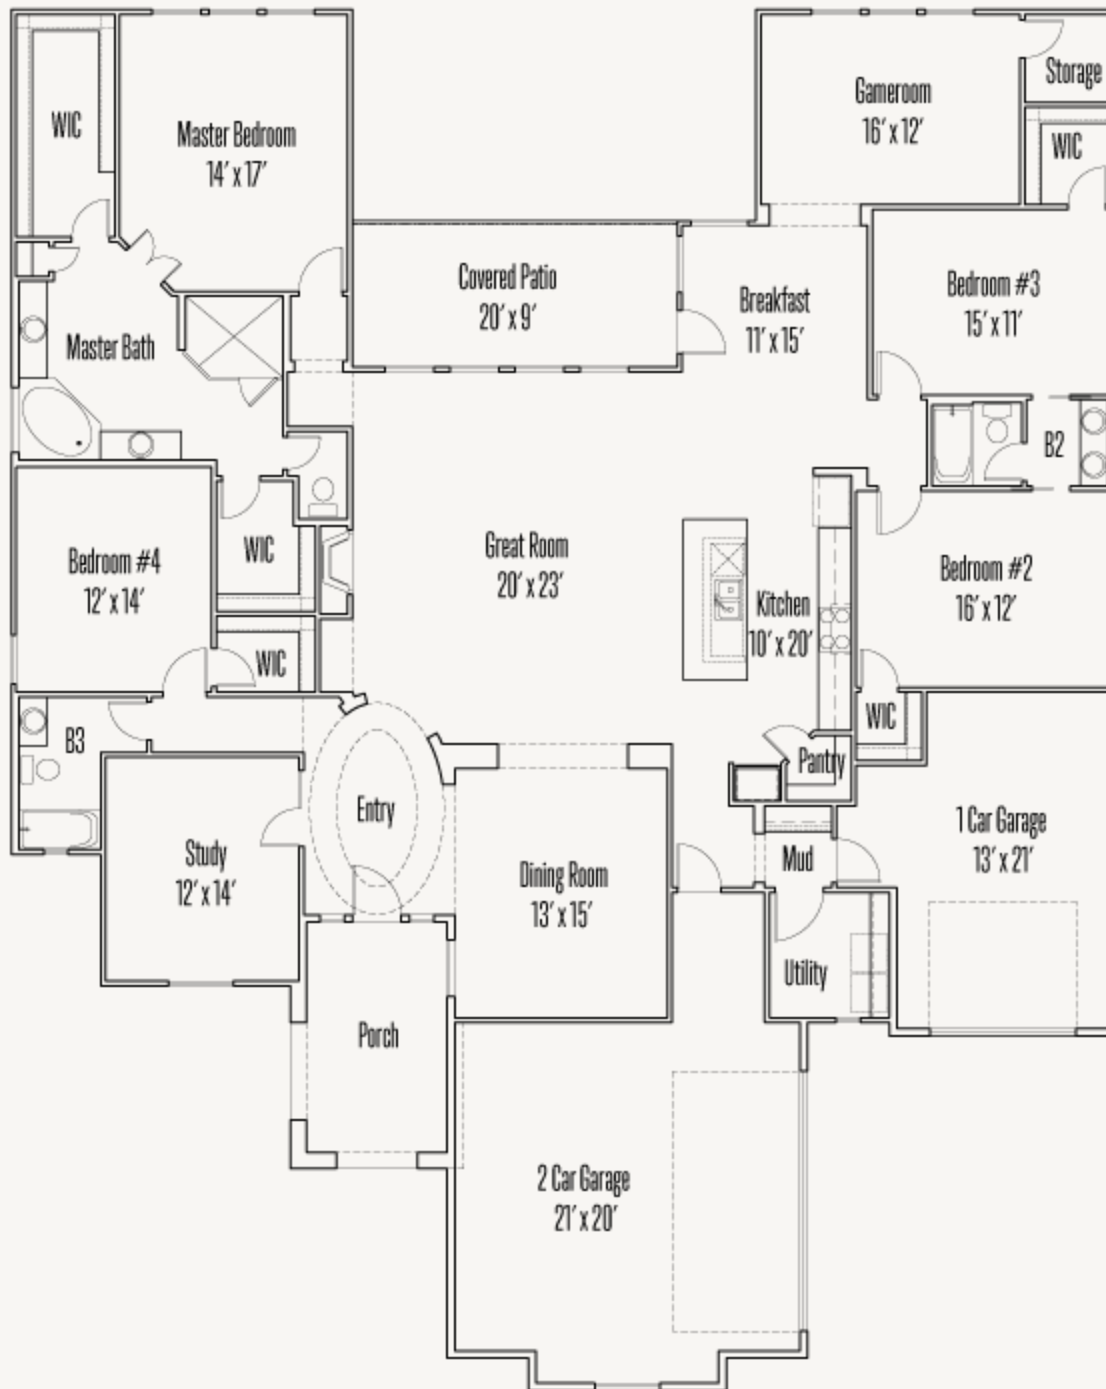 Gameroom
16' x 12'
Storage
WIC
Master Bedroom
14' x 17'
WIC
Covered Patio
20' x 9'
Breakfast
11' x 15'
Bedroom #3
15' x 11'
Master Bath
B2
Bedroom #4
12' x 14'
WIC
Great Room
20' x 23'
Kitchen
10' x 20'
Bedroom #2
16' x 12'
WIC
WIC
B3
Pantry
Entry
Study
12' x 14'
Dining Room
13' x 15'
Mud
1 Car Garage
13' x 21'
Utility
Porch
2 Car Garage
21' x 20'